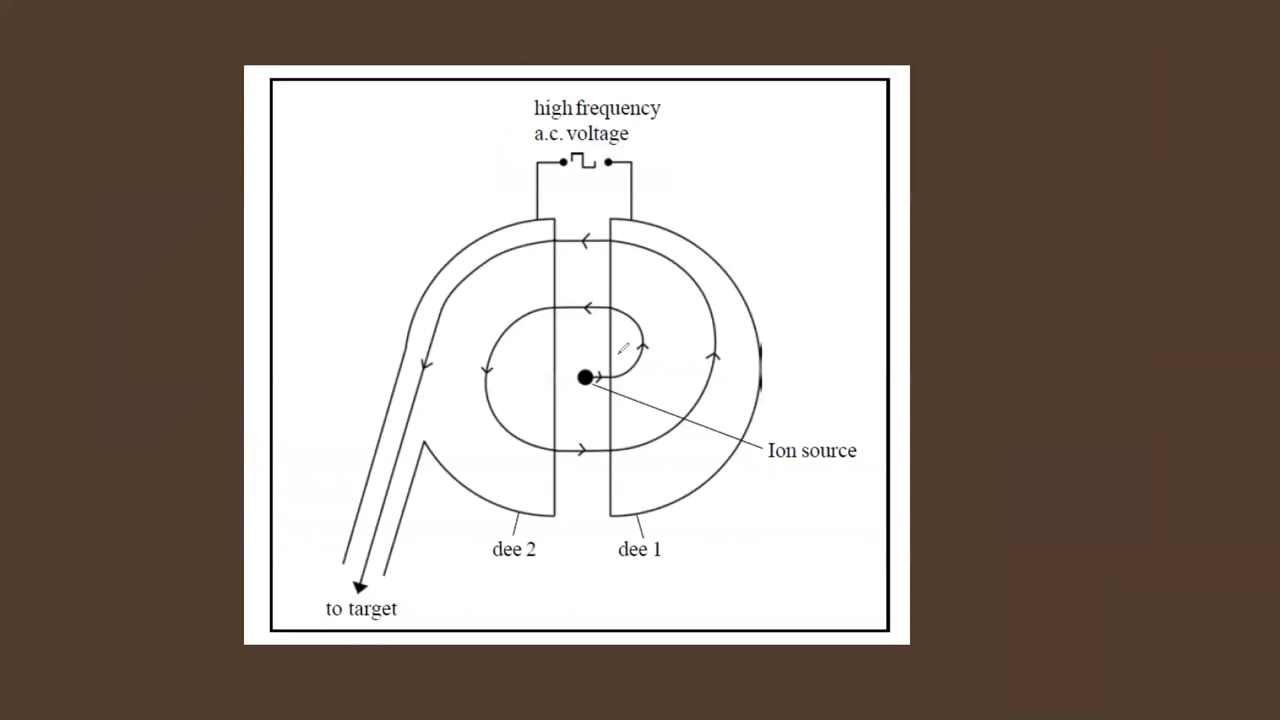 high frequency
a.c. voltage
Ion source
dee 2
dee 1
to target